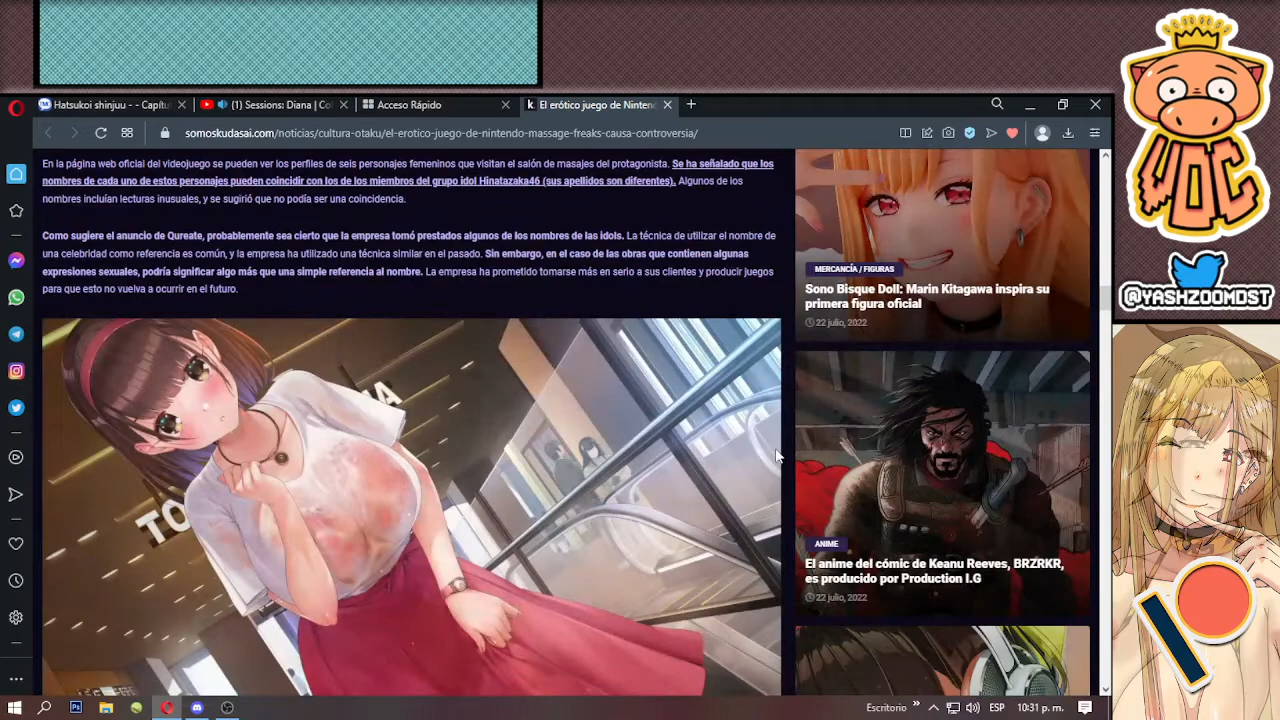 Hatsukoi shinjuu - - Capítu
(1) Sessions: Diana | Co
Acceso Rápido
El erótico juego de Nintend
somoskudasai.com/noticias/cultura-otaku/el-erotico-juego-de-nintendo-massage-freaks-causa-controversia/
En la página web oficial del videojuego se pueden ver los perfiles de seis personajes femeninos que visitan el salón de masajes del protagonista. Se ha señalado que los
nombres de cada uno de estos personajes pueden coincidir con los de los miembros del grupo idol Hinatazaka46 (sus apellidos son diferentes). Algunos de los
nombres incluían lecturas inusuales, y se sugirió que no podía ser una coincidencia.
Como sugiere el anuncio de Qureate, probablemente sea cierto que la empresa tomó prestados algunos de los nombres de las idols. La técnica de utilizar el nombre de
una celebridad como referencia es común, y la empresa ha utilizado una técnica similar en el pasado. Sin embargo, en el caso de las obras que contienen algunas
expresiones sexuales, podría significar algo más que una simple referencia al nombre. La empresa ha prometido tomarse más en serio a sus clientes y producir juegos
para que esto no vuelva a ocurrir en el futuro.
TO
A
MERCANCÍA / FIGURAS
Sono Bisque Doll: Marin Kitagawa inspira su
primera figura oficial
22 julio, 2022
ANIME
El anime del cómic de Keanu Reeves, BRZRKR,
es producido por Production I.G
22 julio, 2022
WOC
@YASHZOOMDST
Ps
Escritorio
ESP
10:31 p. m.